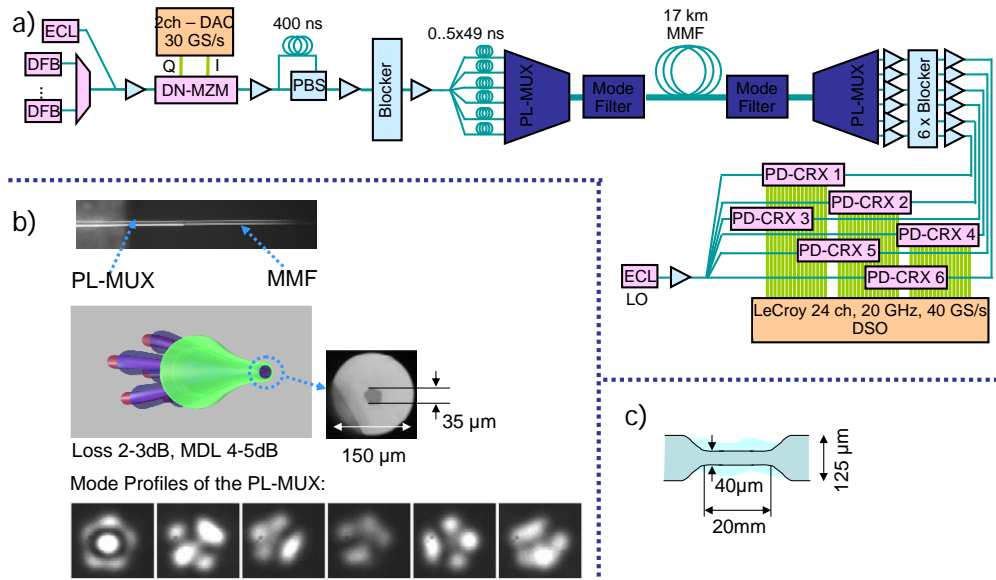 a)
ECL
DFB
...
DFB
2ch – DAC
30 GS/s
Q
I
DN-MZM
400 ns
PBS
Blocker
0..5x49 ns
PL-MUX
Mode
Filter
17 km
MMF
Mode
Filter
PL-MUX
6 x Blocker
PD-CRX 1
PD-CRX 2
PD-CRX 3
PD-CRX 4
PD-CRX 5
PD-CRX 6
ECL
LO
LeCroy 24 ch, 20 GHz, 40 GS/s
DSO
b)
PL-MUX
MMF
35 µm
150 µm
Loss 2-3dB, MDL 4-5dB
Mode Profiles of the PL-MUX:
c)
40µm
125 µm
20mm